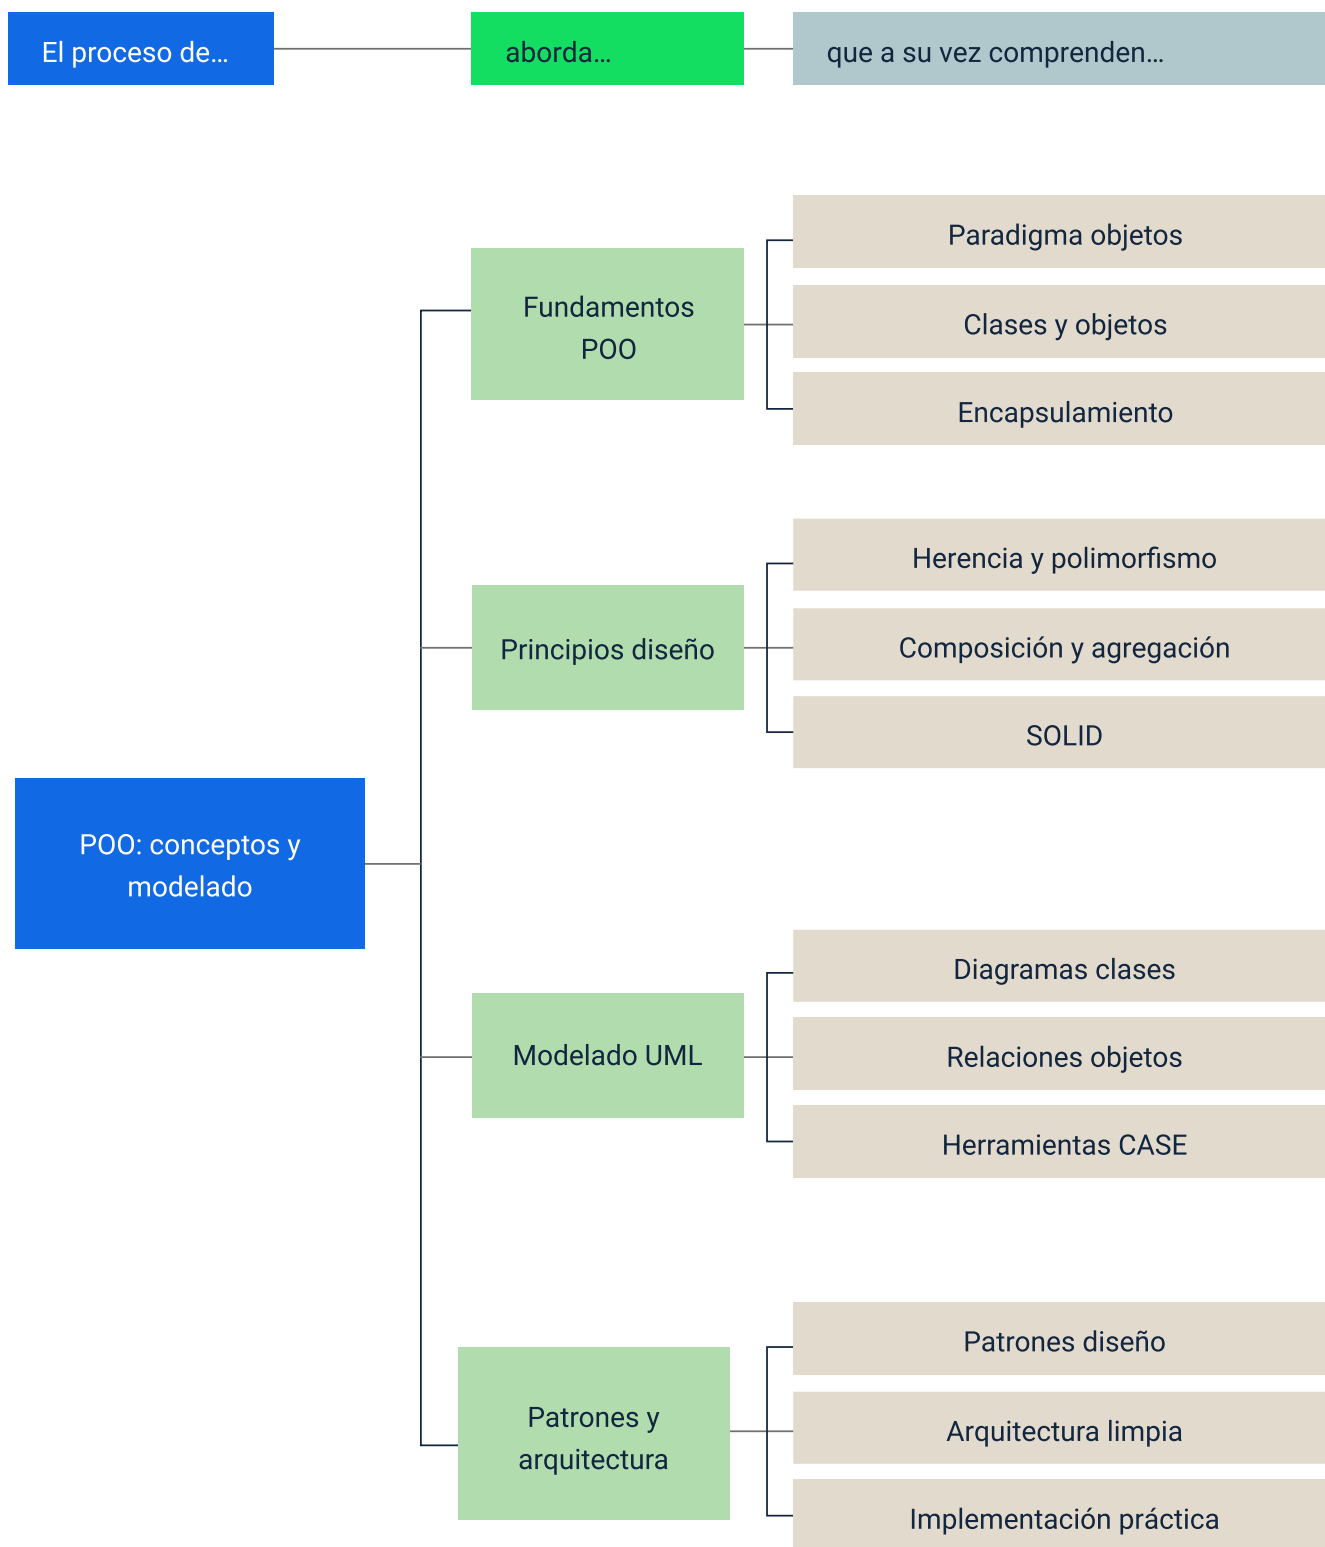 El proceso de...
aborda...
que a su vez comprenden...
Fundamentos
POO
Paradigma objetos
Clases y objetos
Encapsulamiento
Principios diseño
Herencia y polimorfismo
Composición y agregación
SOLID
POO: conceptos y
modelado
Modelado UML
Diagramas clases
Relaciones objetos
Herramientas CASE
Patrones y
arquitectura
Patrones diseño
Arquitectura limpia
Implementación práctica